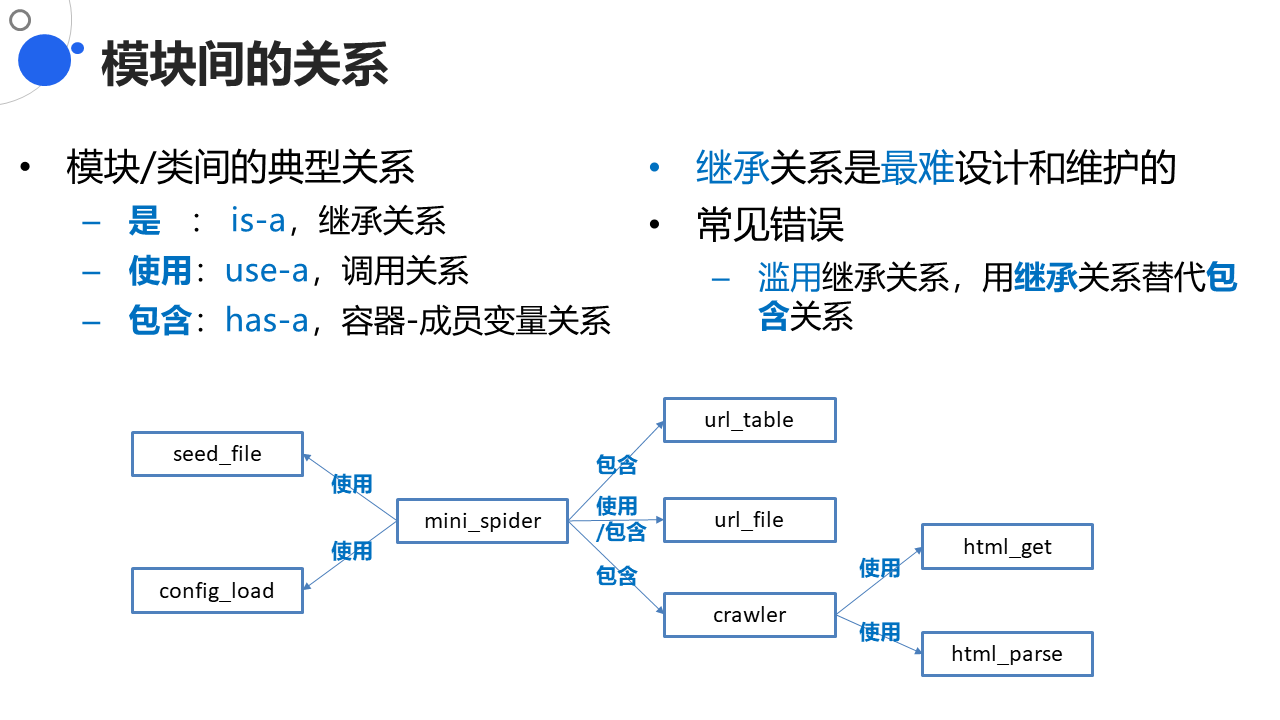 模块间的关系
• 模块/类间的典型关系
– 是 : is-a，继承关系
– 使用：use-a，调用关系
– 包含：has-a，容器-成员变量关系
• 继承关系是最难设计和维护的
• 常见错误
– 滥用继承关系，用继承关系替代包
含关系
seed_file
config_load
使用
使用
mini_spider
包含
使用
/包含
包含
url_table
url_file
crawler
使用
使用
html_get
html_parse